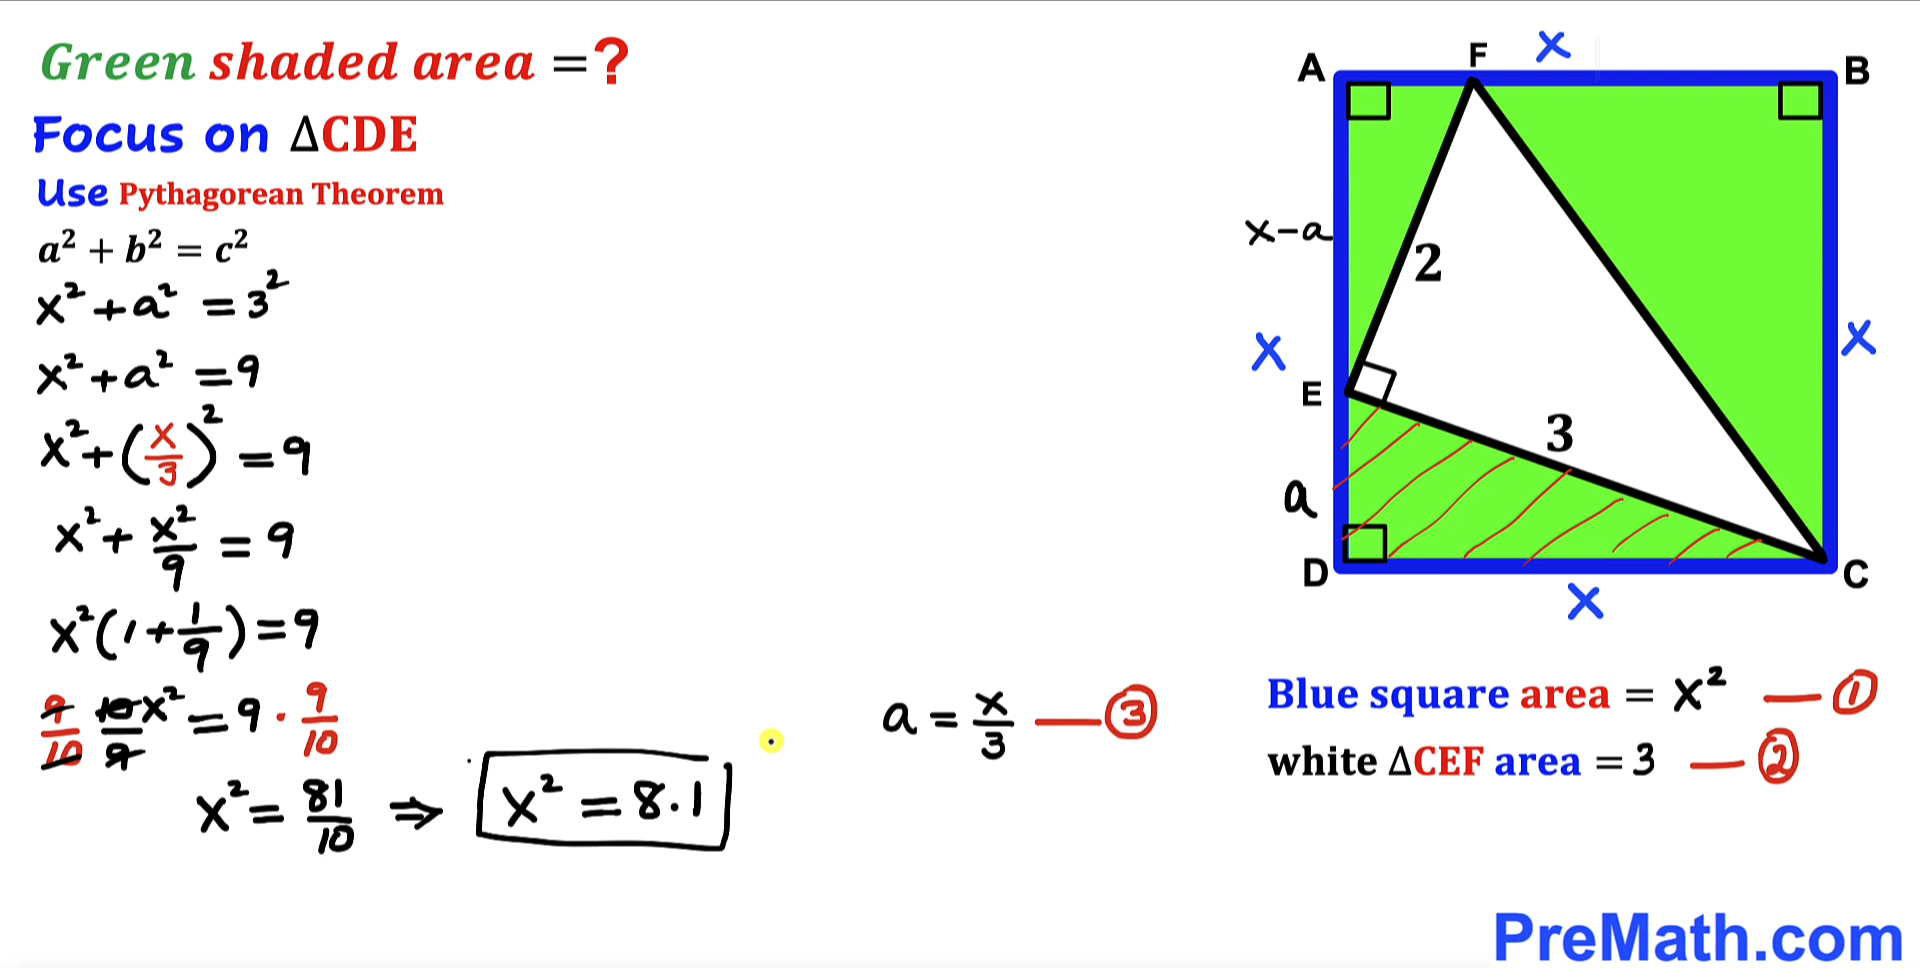 Green shaded area =?
Focus on ΔCDE
Use Pythagorean Theorem
a² + b² = c²
x² + a² = 3²
x² + a² = 9
x² + (x/3)² = 9
x² + x²/9 = 9
x² (1 + 1/9) = 9
9/10 10/9 x² = 9 · 9/10
x² = 81/10 ⇒ x² = 8.1
a = x/3 — ③
A
F
x
B
x-a
2
x
x
E
3
a
D
x
C
Blue square area = x² — ①
white ΔCEF area = 3 — ②
PreMath.com